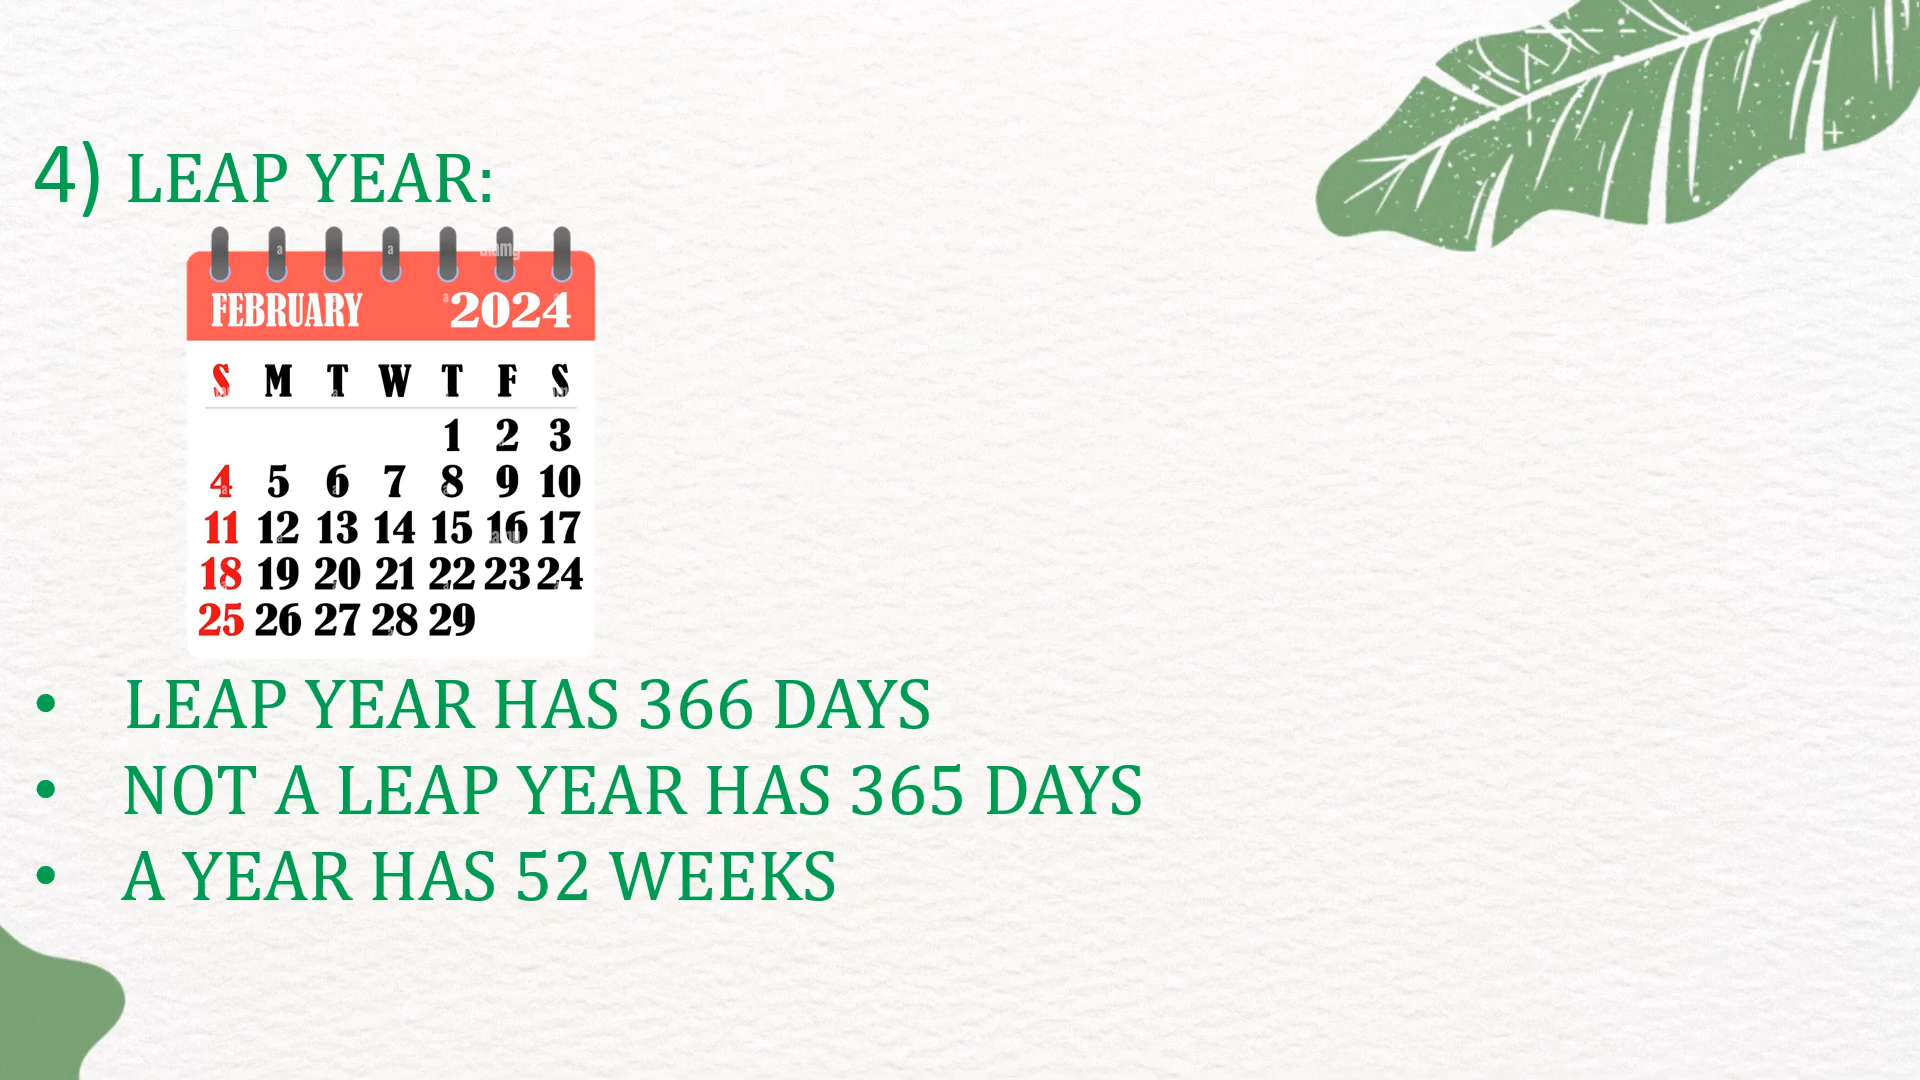 4) LEAP YEAR:
FEBRUARY 2024
S M T W T F S
1 2 3
4 5 6 7 8 9 10
11 12 13 14 15 16 17
18 19 20 21 22 23 24
25 26 27 28 29
• LEAP YEAR HAS 366 DAYS
• NOT A LEAP YEAR HAS 365 DAYS
• A YEAR HAS 52 WEEKS